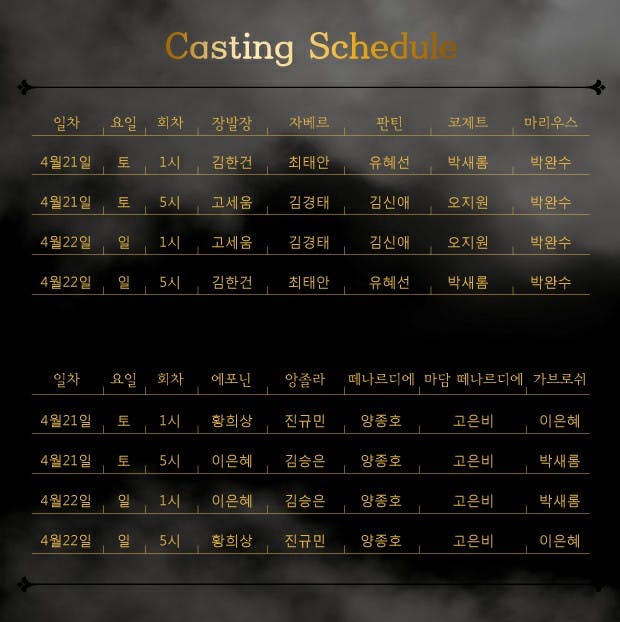 Casting Schedule
일차 요일 회차 장발장 자베르 판틴 코제트 마리우스
4월21일 토 1시 김한건 최태안 유혜선 박새롬 박완수
4월21일 토 5시 고세움 김경태 김신애 오지원 박완수
4월22일 일 1시 고세움 김경태 김신애 오지원 박완수
4월22일 일 5시 김한건 최태안 유혜선 박새롬 박완수
일차 요일 회차 에포닌 앙졸라 떼나르디에 마담 떼나르디에 가브로쉬
4월21일 토 1시 황희상 진규민 양종호 고은비 이은혜
4월21일 토 5시 이은혜 김승은 양종호 고은비 박새롬
4월22일 일 1시 이은혜 김승은 양종호 고은비 박새롬
4월22일 일 5시 황희상 진규민 양종호 고은비 이은혜